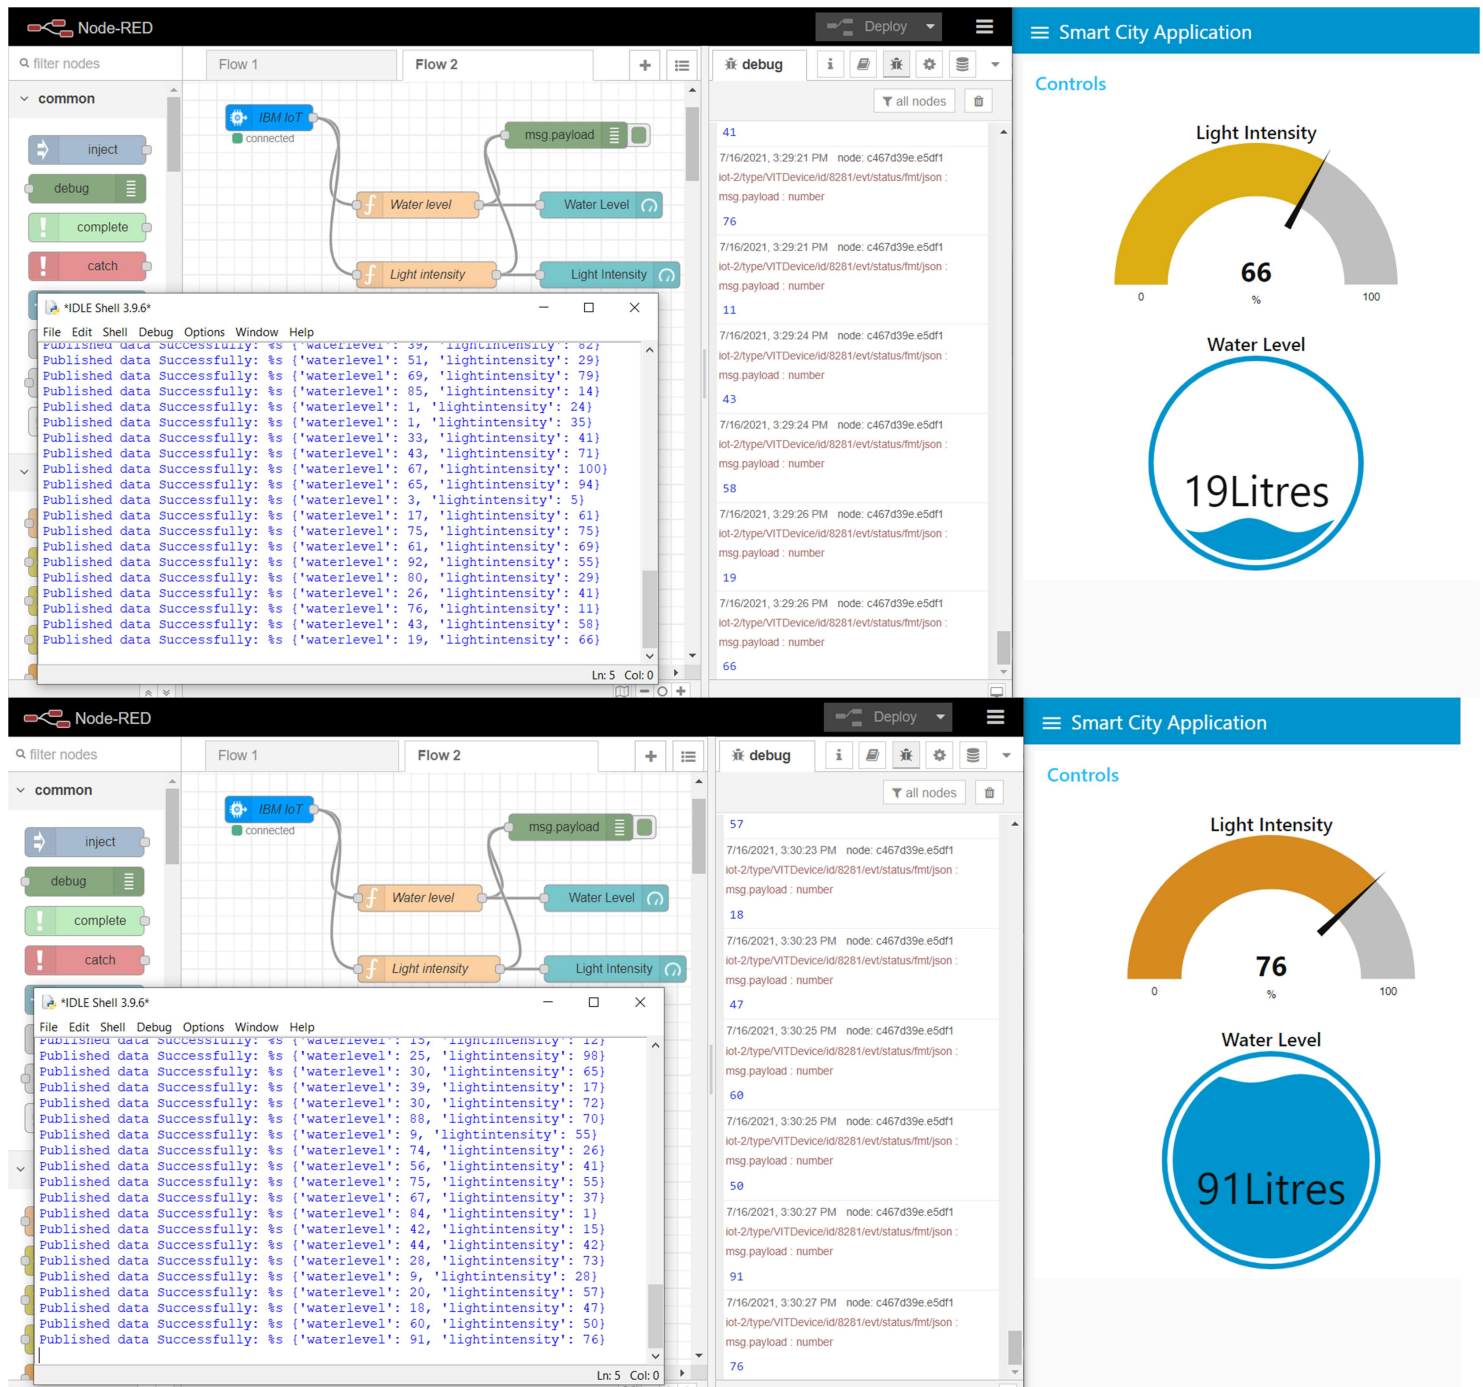 Node-RED
Deploy
Smart City Application
filter nodes
Flow 1
Flow 2
debug
i
all nodes
common
inject
debug
complete
catch
IBM IoT
connected
msg.payload
Water level
Water Level
Light intensity
Light Intensity
*IDLE Shell 3.9.6*
File Edit Shell Debug Options Window Help
Published data Successfully: %s {'waterlevel': 39, 'lightintensity': 82}
Published data Successfully: %s {'waterlevel': 51, 'lightintensity': 29}
Published data Successfully: %s {'waterlevel': 69, 'lightintensity': 79}
Published data Successfully: %s {'waterlevel': 85, 'lightintensity': 14}
Published data Successfully: %s {'waterlevel': 1, 'lightintensity': 24}
Published data Successfully: %s {'waterlevel': 1, 'lightintensity': 35}
Published data Successfully: %s {'waterlevel': 33, 'lightintensity': 41}
Published data Successfully: %s {'waterlevel': 43, 'lightintensity': 71}
Published data Successfully: %s {'waterlevel': 67, 'lightintensity': 100}
Published data Successfully: %s {'waterlevel': 65, 'lightintensity': 94}
Published data Successfully: %s {'waterlevel': 3, 'lightintensity': 5}
Published data Successfully: %s {'waterlevel': 17, 'lightintensity': 61}
Published data Successfully: %s {'waterlevel': 75, 'lightintensity': 75}
Published data Successfully: %s {'waterlevel': 61, 'lightintensity': 69}
Published data Successfully: %s {'waterlevel': 92, 'lightintensity': 55}
Published data Successfully: %s {'waterlevel': 80, 'lightintensity': 29}
Published data Successfully: %s {'waterlevel': 26, 'lightintensity': 41}
Published data Successfully: %s {'waterlevel': 76, 'lightintensity': 11}
Published data Successfully: %s {'waterlevel': 43, 'lightintensity': 58}
Published data Successfully: %s {'waterlevel': 19, 'lightintensity': 66}
Ln: 5 Col: 0
41
7/16/2021, 3:29:21 PM node: c467d39e.e5df1
iot-2/type/VITDevice/id/8281/evt/status/fmt/json :
msg.payload : number
76
7/16/2021, 3:29:21 PM node: c467d39e.e5df1
iot-2/type/VITDevice/id/8281/evt/status/fmt/json :
msg.payload : number
11
7/16/2021, 3:29:24 PM node: c467d39e.e5df1
iot-2/type/VITDevice/id/8281/evt/status/fmt/json :
msg.payload : number
43
7/16/2021, 3:29:24 PM node: c467d39e.e5df1
iot-2/type/VITDevice/id/8281/evt/status/fmt/json :
msg.payload : number
58
7/16/2021, 3:29:26 PM node: c467d39e.e5df1
iot-2/type/VITDevice/id/8281/evt/status/fmt/json :
msg.payload : number
19
7/16/2021, 3:29:26 PM node: c467d39e.e5df1
iot-2/type/VITDevice/id/8281/evt/status/fmt/json :
msg.payload : number
66
Controls
Light Intensity
66
0
%
100
Water Level
19Litres
Node-RED
Deploy
Smart City Application
filter nodes
Flow 1
Flow 2
debug
i
all nodes
common
inject
debug
complete
catch
IBM IoT
connected
msg.payload
Water level
Water Level
Light intensity
Light Intensity
*IDLE Shell 3.9.6*
File Edit Shell Debug Options Window Help
Published data Successfully: %s {'waterlevel': 15, 'lightintensity': 12}
Published data Successfully: %s {'waterlevel': 25, 'lightintensity': 98}
Published data Successfully: %s {'waterlevel': 30, 'lightintensity': 65}
Published data Successfully: %s {'waterlevel': 39, 'lightintensity': 17}
Published data Successfully: %s {'waterlevel': 30, 'lightintensity': 72}
Published data Successfully: %s {'waterlevel': 88, 'lightintensity': 70}
Published data Successfully: %s {'waterlevel': 9, 'lightintensity': 55}
Published data Successfully: %s {'waterlevel': 74, 'lightintensity': 26}
Published data Successfully: %s {'waterlevel': 56, 'lightintensity': 41}
Published data Successfully: %s {'waterlevel': 75, 'lightintensity': 55}
Published data Successfully: %s {'waterlevel': 67, 'lightintensity': 37}
Published data Successfully: %s {'waterlevel': 84, 'lightintensity': 1}
Published data Successfully: %s {'waterlevel': 42, 'lightintensity': 15}
Published data Successfully: %s {'waterlevel': 44, 'lightintensity': 42}
Published data Successfully: %s {'waterlevel': 28, 'lightintensity': 73}
Published data Successfully: %s {'waterlevel': 9, 'lightintensity': 28}
Published data Successfully: %s {'waterlevel': 20, 'lightintensity': 57}
Published data Successfully: %s {'waterlevel': 18, 'lightintensity': 47}
Published data Successfully: %s {'waterlevel': 60, 'lightintensity': 50}
Published data Successfully: %s {'waterlevel': 91, 'lightintensity': 76}
Ln: 5 Col: 0
57
7/16/2021, 3:30:23 PM node: c467d39e.e5df1
iot-2/type/VITDevice/id/8281/evt/status/fmt/json :
msg.payload : number
18
7/16/2021, 3:30:23 PM node: c467d39e.e5df1
iot-2/type/VITDevice/id/8281/evt/status/fmt/json :
msg.payload : number
47
7/16/2021, 3:30:25 PM node: c467d39e.e5df1
iot-2/type/VITDevice/id/8281/evt/status/fmt/json :
msg.payload : number
60
7/16/2021, 3:30:25 PM node: c467d39e.e5df1
iot-2/type/VITDevice/id/8281/evt/status/fmt/json :
msg.payload : number
50
7/16/2021, 3:30:27 PM node: c467d39e.e5df1
iot-2/type/VITDevice/id/8281/evt/status/fmt/json :
msg.payload : number
91
7/16/2021, 3:30:27 PM node: c467d39e.e5df1
iot-2/type/VITDevice/id/8281/evt/status/fmt/json :
msg.payload : number
76
Controls
Light Intensity
76
0
%
100
Water Level
91Litres